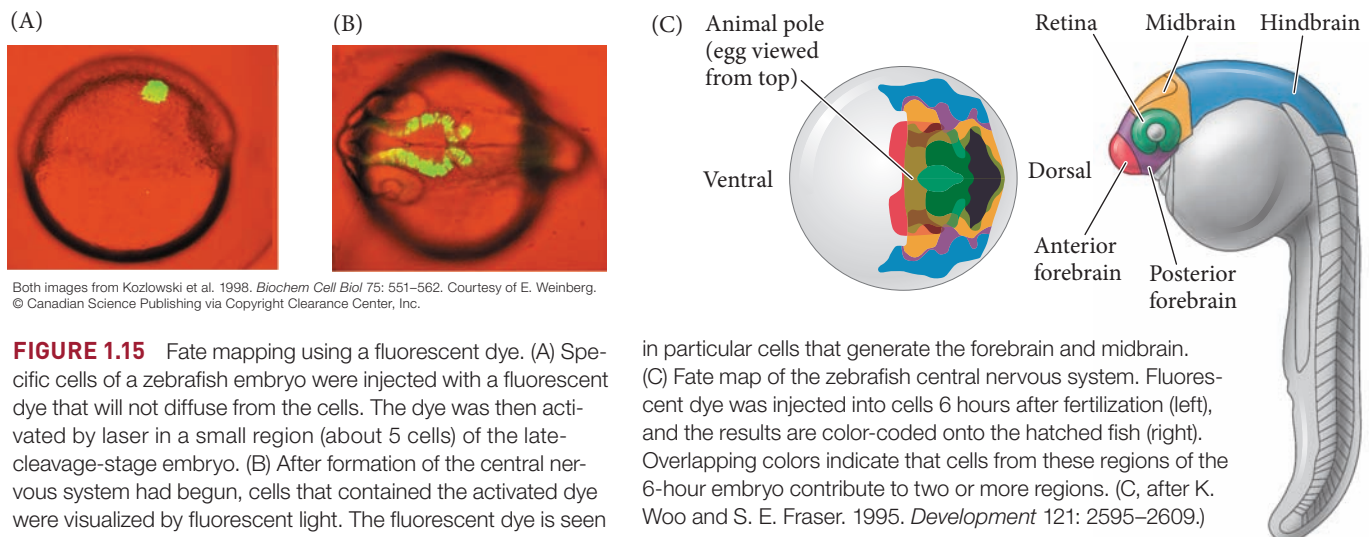 (A)
(B)
Both images from Kozlowski et al. 1998. Biochem Cell Biol 75: 551–562. Courtesy of E. Weinberg.
© Canadian Science Publishing via Copyright Clearance Center, Inc.
(C)
Animal pole
(egg viewed
from top)
Ventral
Dorsal
Retina
Midbrain
Hindbrain
Anterior
forebrain
Posterior
forebrain
FIGURE 1.15 Fate mapping using a fluorescent dye. (A) Spe-
cific cells of a zebrafish embryo were injected with a fluorescent
dye that will not diffuse from the cells. The dye was then acti-
vated by laser in a small region (about 5 cells) of the late-
cleavage-stage embryo. (B) After formation of the central ner-
vous system had begun, cells that contained the activated dye
were visualized by fluorescent light. The fluorescent dye is seen
in particular cells that generate the forebrain and midbrain.
(C) Fate map of the zebrafish central nervous system. Fluores-
cent dye was injected into cells 6 hours after fertilization (left),
and the results are color-coded onto the hatched fish (right).
Overlapping colors indicate that cells from these regions of the
6-hour embryo contribute to two or more regions. (C, after K.
Woo and S. E. Fraser. 1995. Development 121: 2595–2609.)